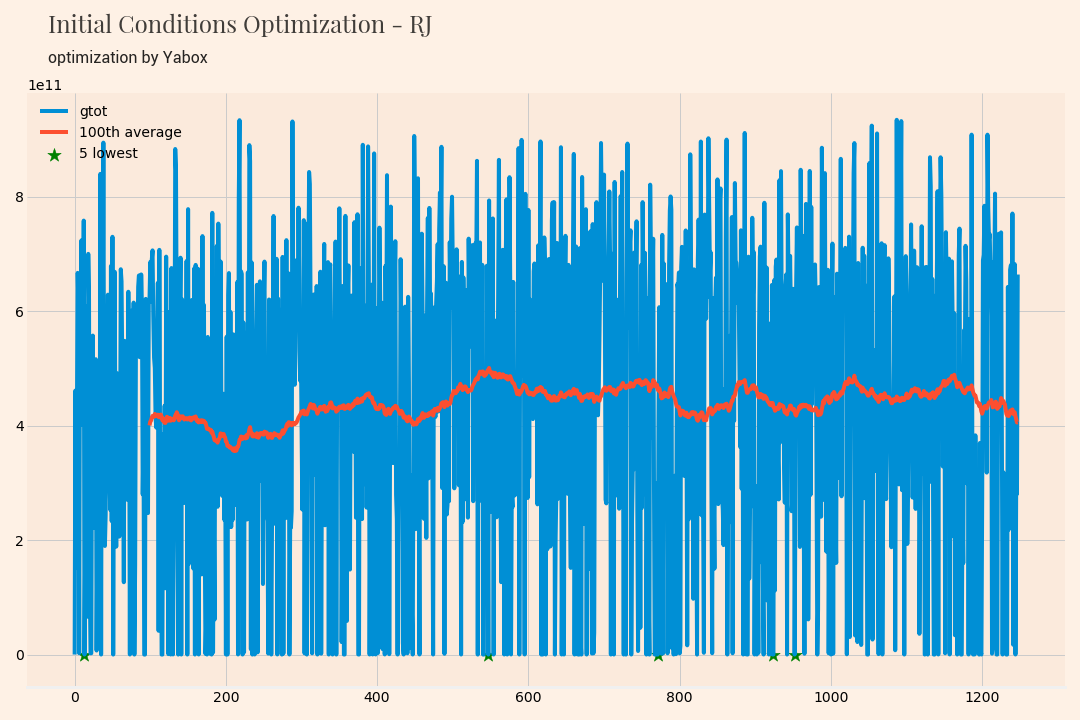 Initial Conditions Optimization - RJ
optimization by Yabox
1e11
gtot
100th average
5 lowest
8
6
4
2
0
0 200 400 600 800 1000 1200